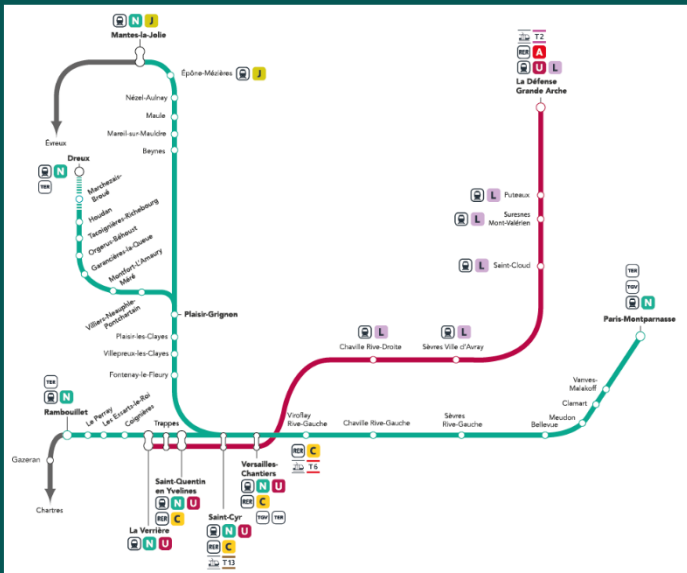 N J
Mantes-la-Jolie
Épône-Mézières J
Nézel-Aulnay
Maule
Mareil-sur-Mauldre
Beynes
Évreux
Dreux
N
TER
Marchezais-
Broué
Houdan
Tacoignières-Richebourg
Orgerus-Béhoust
Garancières-la-Queue
Montfort-L'Amaury
Méré
Villiers-Neauphle-
Pontchartrain
Plaisir-Grignon
Plaisir-les-Clayes
Villepreux-les-Clayes
Fontenay-le-Fleury
T2
RER A
U L
La Défense
Grande Arche
L Puteaux
L Suresnes
Mont-Valérien
L Saint-Cloud
L
Chaville Rive-Droite
L
Sèvres Ville d'Avray
TER
TGV
N
Paris-Montparnasse
Vanves-
Malakoff
Clamart
Meudon
Bellevue
Sèvres
Rive-Gauche
Chaville Rive-Gauche
Viroflay
Rive-Gauche
RER C
T6
TER
N
Rambouillet
Le Perray
Les Essarts-le-Roi
Coignières
Trappes
Gazeran
Chartres
La Verrière
N U
Saint-Quentin
en Yvelines
N U
RER C
Saint-Cyr
N U
RER C
T13
Versailles-
Chantiers
N U
RER C
TGV TER